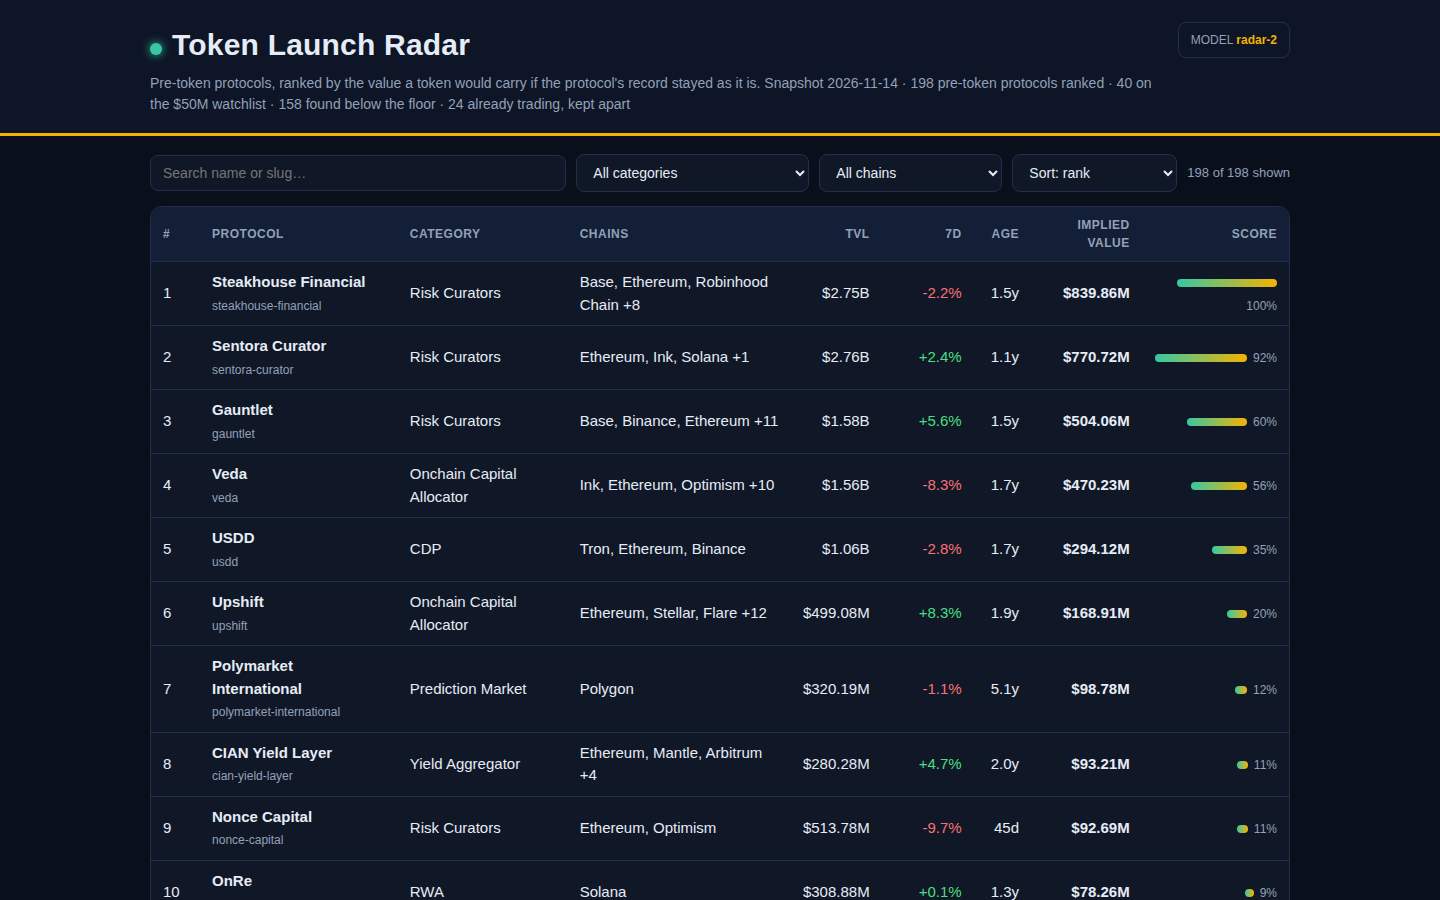 Token Launch Radar
MODEL radar-2
Pre-token protocols, ranked by the value a token would carry if the protocol's record stayed as it is. Snapshot 2026-11-14 · 198 pre-token protocols ranked · 40 on
the $50M watchlist · 158 found below the floor · 24 already trading, kept apart
Search name or slug…
All categories
All chains
Sort: rank
198 of 198 shown
# PROTOCOL CATEGORY CHAINS TVL 7D AGE IMPLIED VALUE SCORE
1 Steakhouse Financial Risk Curators Base, Ethereum, Robinhood Chain +8 $2.75B -2.2% 1.5y $839.86M 100%
steakhouse-financial
2 Sentora Curator Risk Curators Ethereum, Ink, Solana +1 $2.76B +2.4% 1.1y $770.72M 92%
sentora-curator
3 Gauntlet Risk Curators Base, Binance, Ethereum +11 $1.58B +5.6% 1.5y $504.06M 60%
gauntlet
4 Veda Onchain Capital Allocator Ink, Ethereum, Optimism +10 $1.56B -8.3% 1.7y $470.23M 56%
veda
5 USDD CDP Tron, Ethereum, Binance $1.06B -2.8% 1.7y $294.12M 35%
usdd
6 Upshift Onchain Capital Allocator Ethereum, Stellar, Flare +12 $499.08M +8.3% 1.9y $168.91M 20%
upshift
7 Polymarket International Prediction Market Polygon $320.19M -1.1% 5.1y $98.78M 12%
polymarket-international
8 CIAN Yield Layer Yield Aggregator Ethereum, Mantle, Arbitrum +4 $280.28M +4.7% 2.0y $93.21M 11%
cian-yield-layer
9 Nonce Capital Risk Curators Ethereum, Optimism $513.78M -9.7% 45d $92.69M 11%
nonce-capital
10 OnRe RWA Solana $308.88M +0.1% 1.3y $78.26M 9%